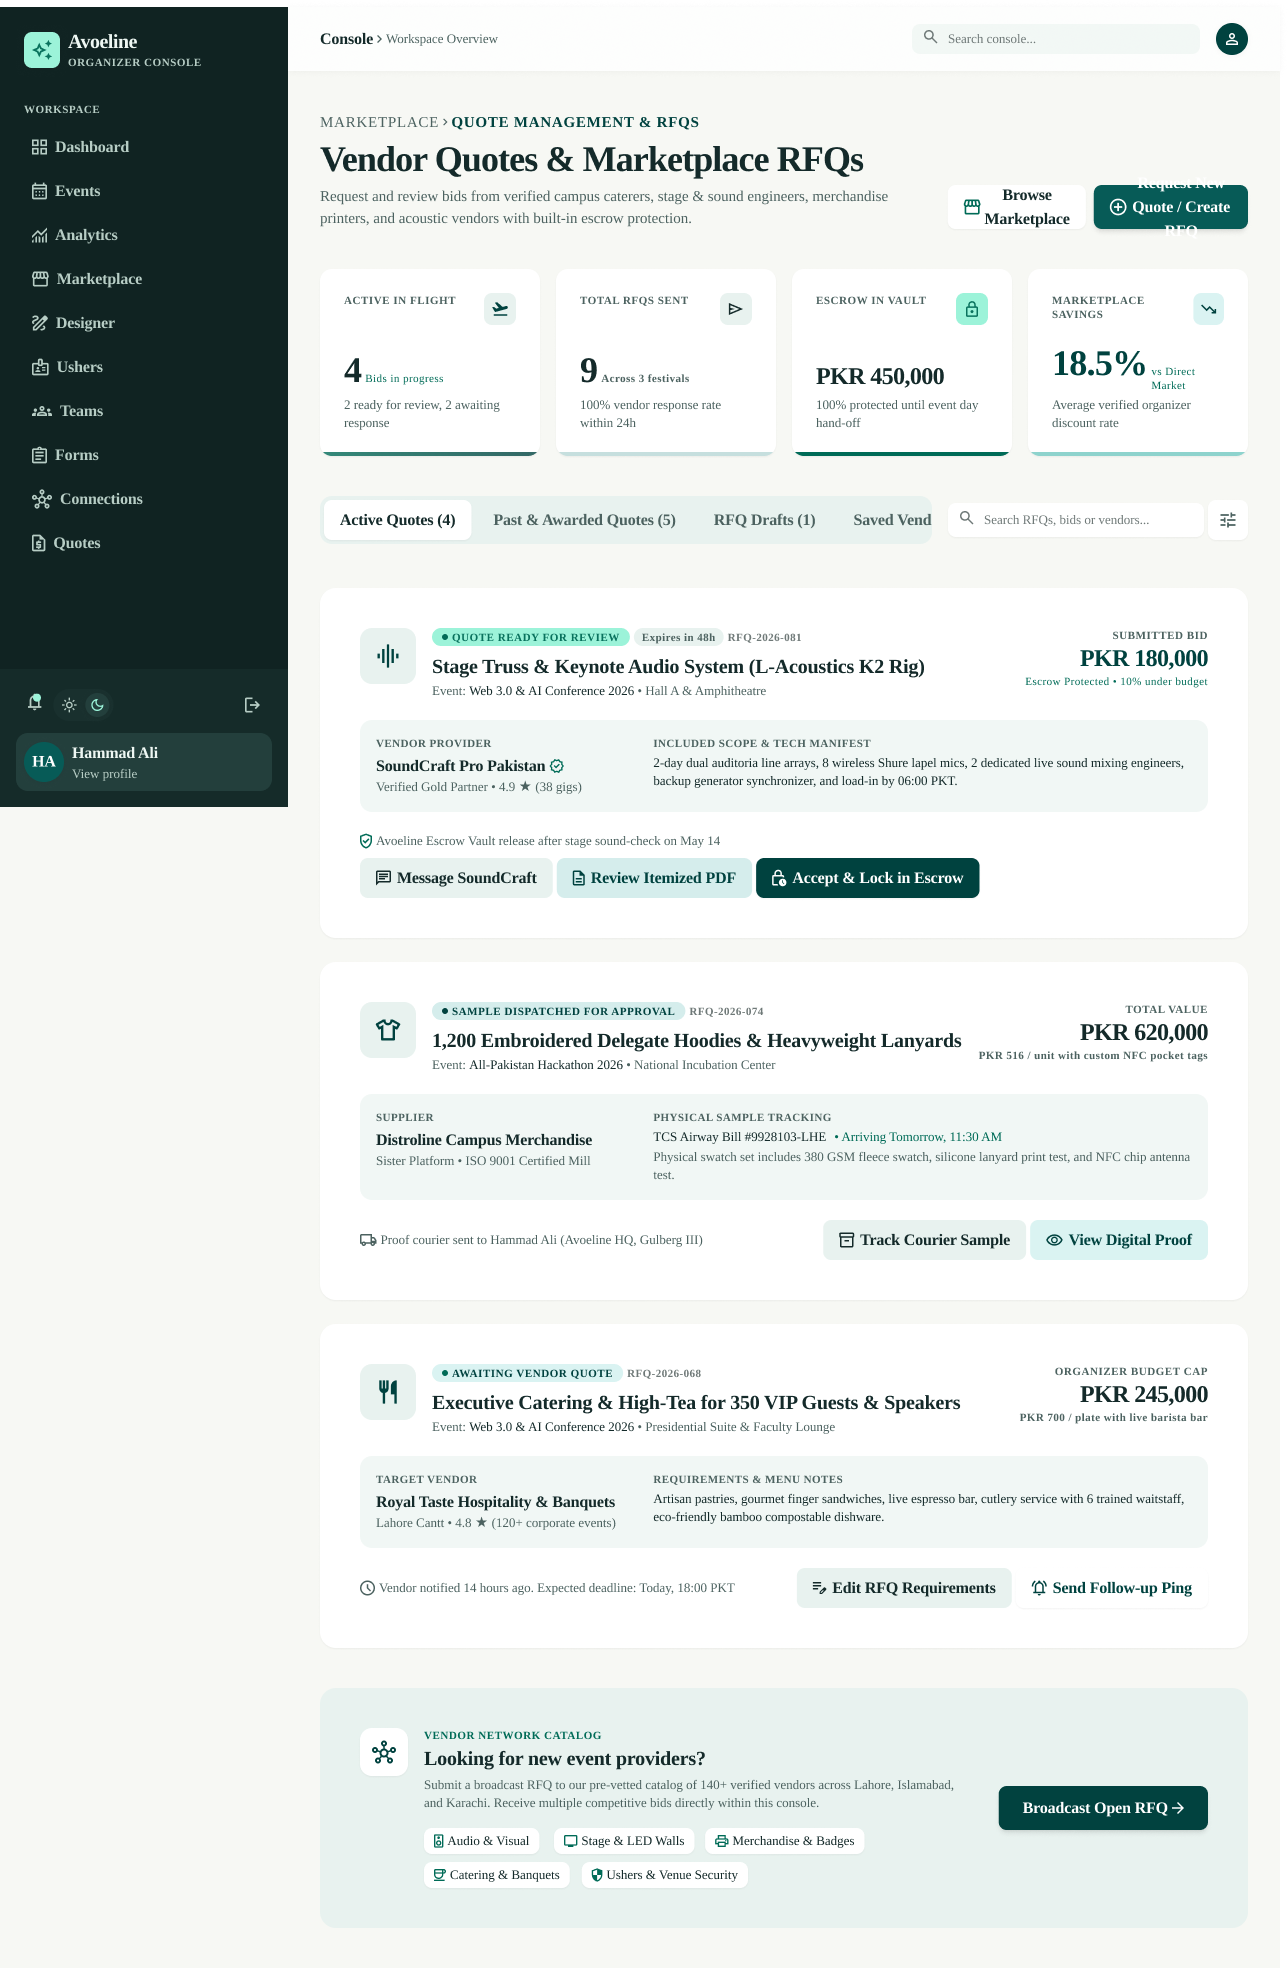 Avoeline
ORGANIZER CONSOLE
WORKSPACE
Dashboard
Events
Analytics
Marketplace
Designer
Ushers
Teams
Forms
Connections
Quotes
HA
Hammad Ali
View profile
Console › Workspace Overview
Search console...
MARKETPLACE › QUOTE MANAGEMENT & RFQS
Vendor Quotes & Marketplace RFQs
Request and review bids from verified campus caterers, stage & sound engineers, merchandise
printers, and acoustic vendors with built-in escrow protection.
Browse
Marketplace
Request New
Quote / Create
RFQ
ACTIVE IN FLIGHT
4 Bids in progress
2 ready for review, 2 awaiting
response
TOTAL RFQS SENT
9 Across 3 festivals
100% vendor response rate
within 24h
ESCROW IN VAULT
PKR 450,000
100% protected until event day
hand-off
MARKETPLACE
SAVINGS
18.5% vs Direct
Market
Average verified organizer
discount rate
Active Quotes (4)
Past & Awarded Quotes (5)
RFQ Drafts (1)
Saved Vend
Search RFQs, bids or vendors...
• QUOTE READY FOR REVIEW
Expires in 48h
RFQ-2026-081
Stage Truss & Keynote Audio System (L-Acoustics K2 Rig)
Event: Web 3.0 & AI Conference 2026 • Hall A & Amphitheatre
SUBMITTED BID
PKR 180,000
Escrow Protected • 10% under budget
VENDOR PROVIDER
SoundCraft Pro Pakistan
Verified Gold Partner • 4.9 ★ (38 gigs)
INCLUDED SCOPE & TECH MANIFEST
2-day dual auditoria line arrays, 8 wireless Shure lapel mics, 2 dedicated live sound mixing engineers,
backup generator synchronizer, and load-in by 06:00 PKT.
Avoeline Escrow Vault release after stage sound-check on May 14
Message SoundCraft
Review Itemized PDF
Accept & Lock in Escrow
• SAMPLE DISPATCHED FOR APPROVAL
RFQ-2026-074
1,200 Embroidered Delegate Hoodies & Heavyweight Lanyards
Event: All-Pakistan Hackathon 2026 • National Incubation Center
TOTAL VALUE
PKR 620,000
PKR 516 / unit with custom NFC pocket tags
SUPPLIER
Distroline Campus Merchandise
Sister Platform • ISO 9001 Certified Mill
PHYSICAL SAMPLE TRACKING
TCS Airway Bill #9928103-LHE • Arriving Tomorrow, 11:30 AM
Physical swatch set includes 380 GSM fleece swatch, silicone lanyard print test, and NFC chip antenna
test.
Proof courier sent to Hammad Ali (Avoeline HQ, Gulberg III)
Track Courier Sample
View Digital Proof
• AWAITING VENDOR QUOTE
RFQ-2026-068
Executive Catering & High-Tea for 350 VIP Guests & Speakers
Event: Web 3.0 & AI Conference 2026 • Presidential Suite & Faculty Lounge
ORGANIZER BUDGET CAP
PKR 245,000
PKR 700 / plate with live barista bar
TARGET VENDOR
Royal Taste Hospitality & Banquets
Lahore Cantt • 4.8 ★ (120+ corporate events)
REQUIREMENTS & MENU NOTES
Artisan pastries, gourmet finger sandwiches, live espresso bar, cutlery service with 6 trained waitstaff,
eco-friendly bamboo compostable dishware.
Vendor notified 14 hours ago. Expected deadline: Today, 18:00 PKT
Edit RFQ Requirements
Send Follow-up Ping
VENDOR NETWORK CATALOG
Looking for new event providers?
Submit a broadcast RFQ to our pre-vetted catalog of 140+ verified vendors across Lahore, Islamabad,
and Karachi. Receive multiple competitive bids directly within this console.
Audio & Visual
Stage & LED Walls
Merchandise & Badges
Catering & Banquets
Ushers & Venue Security
Broadcast Open RFQ →